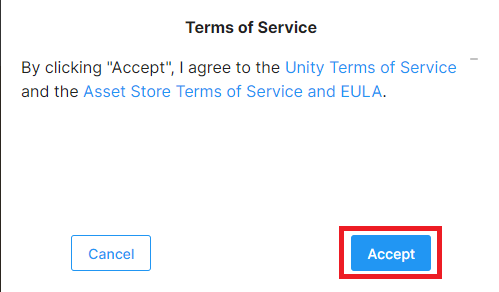 Terms of Service
By clicking "Accept", I agree to the Unity Terms of Service
and the Asset Store Terms of Service and EULA.
Cancel
Accept